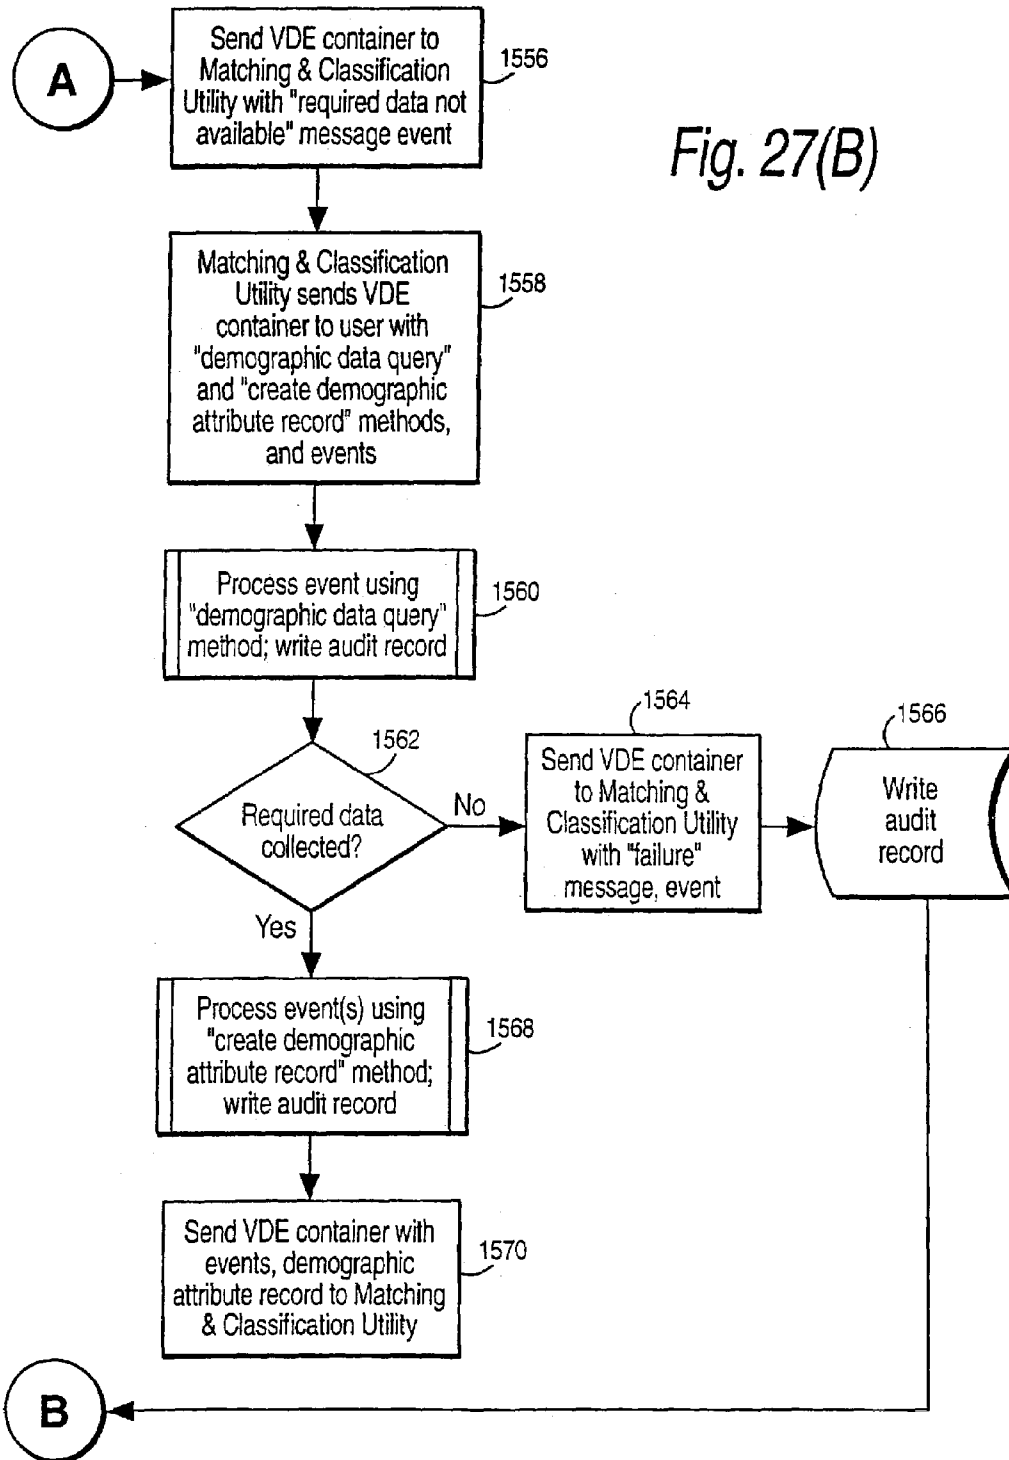 A
Send VDE container to
Matching & Classification
Utility with "required data not
available" message event
1556
Fig. 27(B)
Matching & Classification
Utility sends VDE
container to user with
"demographic data query"
and "create demographic
attribute record" methods,
and events
1558
Process event using
"demographic data query"
method; write audit record
1560
Required data
collected?
1562
No
Send VDE container
to Matching &
Classification Utility
with "failure"
message, event
1564
Write
audit
record
1566
Yes
Process event(s) using
"create demographic
attribute record" method;
write audit record
1568
Send VDE container with
events, demographic
attribute record to Matching
& Classification Utility
1570
B